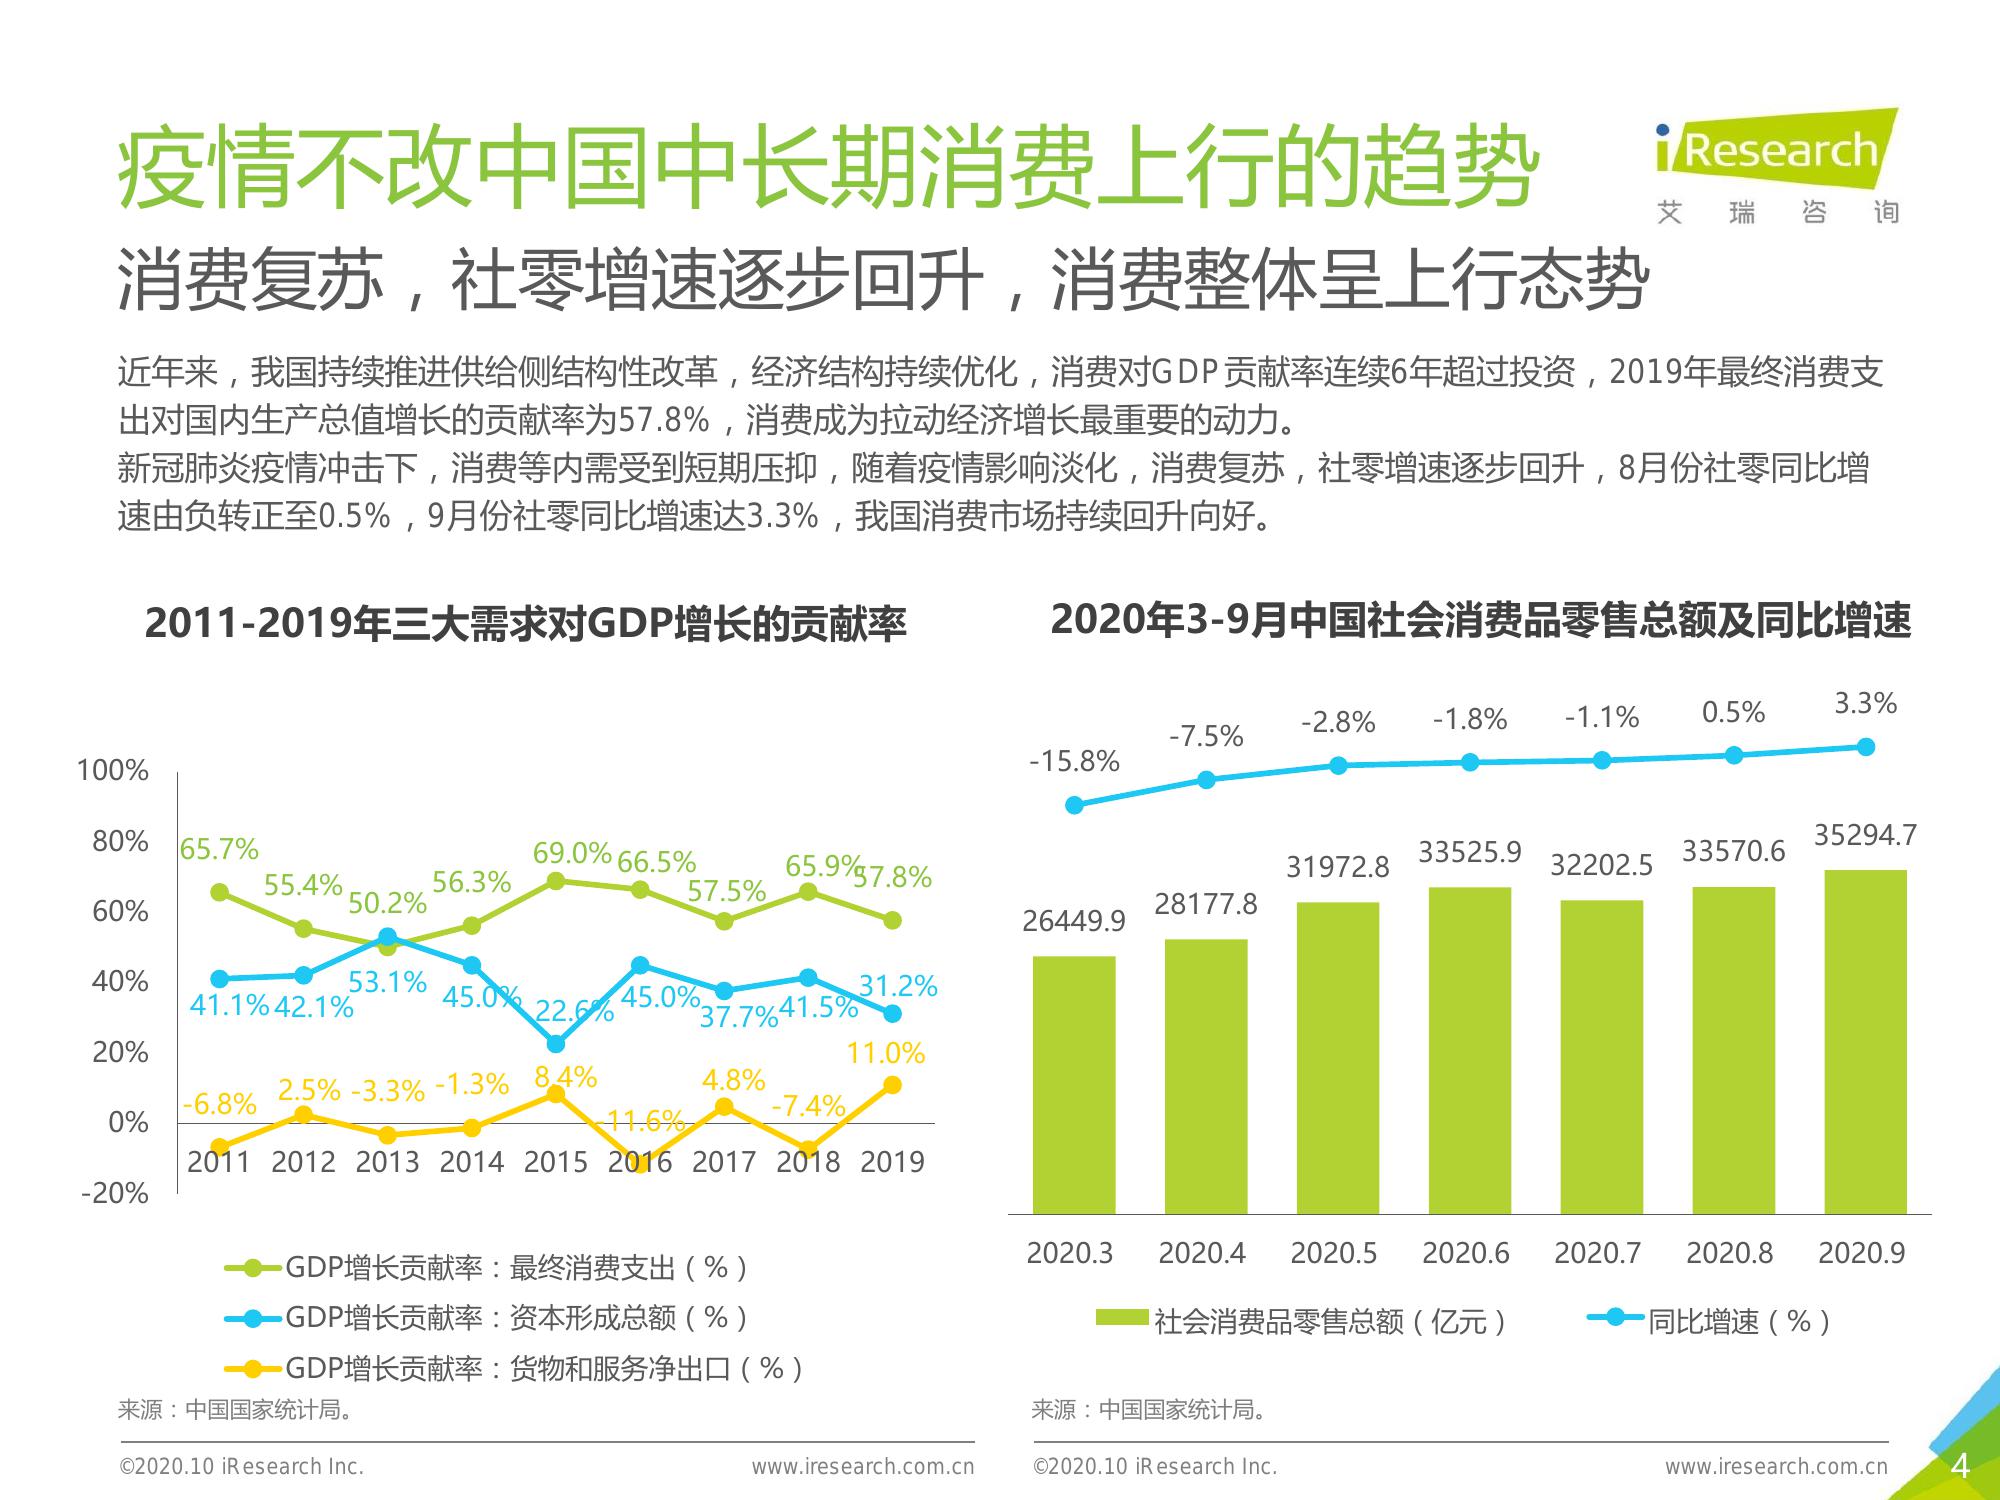 疫情不改中国中长期消费上行的趋势
iResearch
艾瑞咨询
消费复苏，社零增速逐步回升，消费整体呈上行态势
近年来，我国持续推进供给侧结构性改革，经济结构持续优化，消费对GDP贡献率连续6年超过投资，2019年最终消费支
出对国内生产总值增长的贡献率为57.8%，消费成为拉动经济增长最重要的动力。
新冠肺炎疫情冲击下，消费等内需受到短期压抑，随着疫情影响淡化，消费复苏，社零增速逐步回升，8月份社零同比增
速由负转正至0.5%，9月份社零同比增速达3.3%，我国消费市场持续回升向好。
2011-2019年三大需求对GDP增长的贡献率
100%
80%
60%
40%
20%
0%
-20%
65.7% 55.4% 50.2% 56.3% 69.0% 66.5% 57.5% 65.9% 57.8%
41.1% 42.1% 53.1% 45.0% 22.6% 45.0% 37.7% 41.5% 31.2%
-6.8% 2.5% -3.3% -1.3% 8.4% -11.6% 4.8% -7.4% 11.0%
2011 2012 2013 2014 2015 2016 2017 2018 2019
GDP增长贡献率：最终消费支出（%）
GDP增长贡献率：资本形成总额（%）
GDP增长贡献率：货物和服务净出口（%）
来源：中国国家统计局。
©2020.10 iResearch Inc. www.iresearch.com.cn
2020年3-9月中国社会消费品零售总额及同比增速
-15.8% -7.5% -2.8% -1.8% -1.1% 0.5% 3.3%
26449.9 28177.8 31972.8 33525.9 32202.5 33570.6 35294.7
2020.3 2020.4 2020.5 2020.6 2020.7 2020.8 2020.9
社会消费品零售总额（亿元） 同比增速（%）
来源：中国国家统计局。
©2020.10 iResearch Inc. www.iresearch.com.cn
4